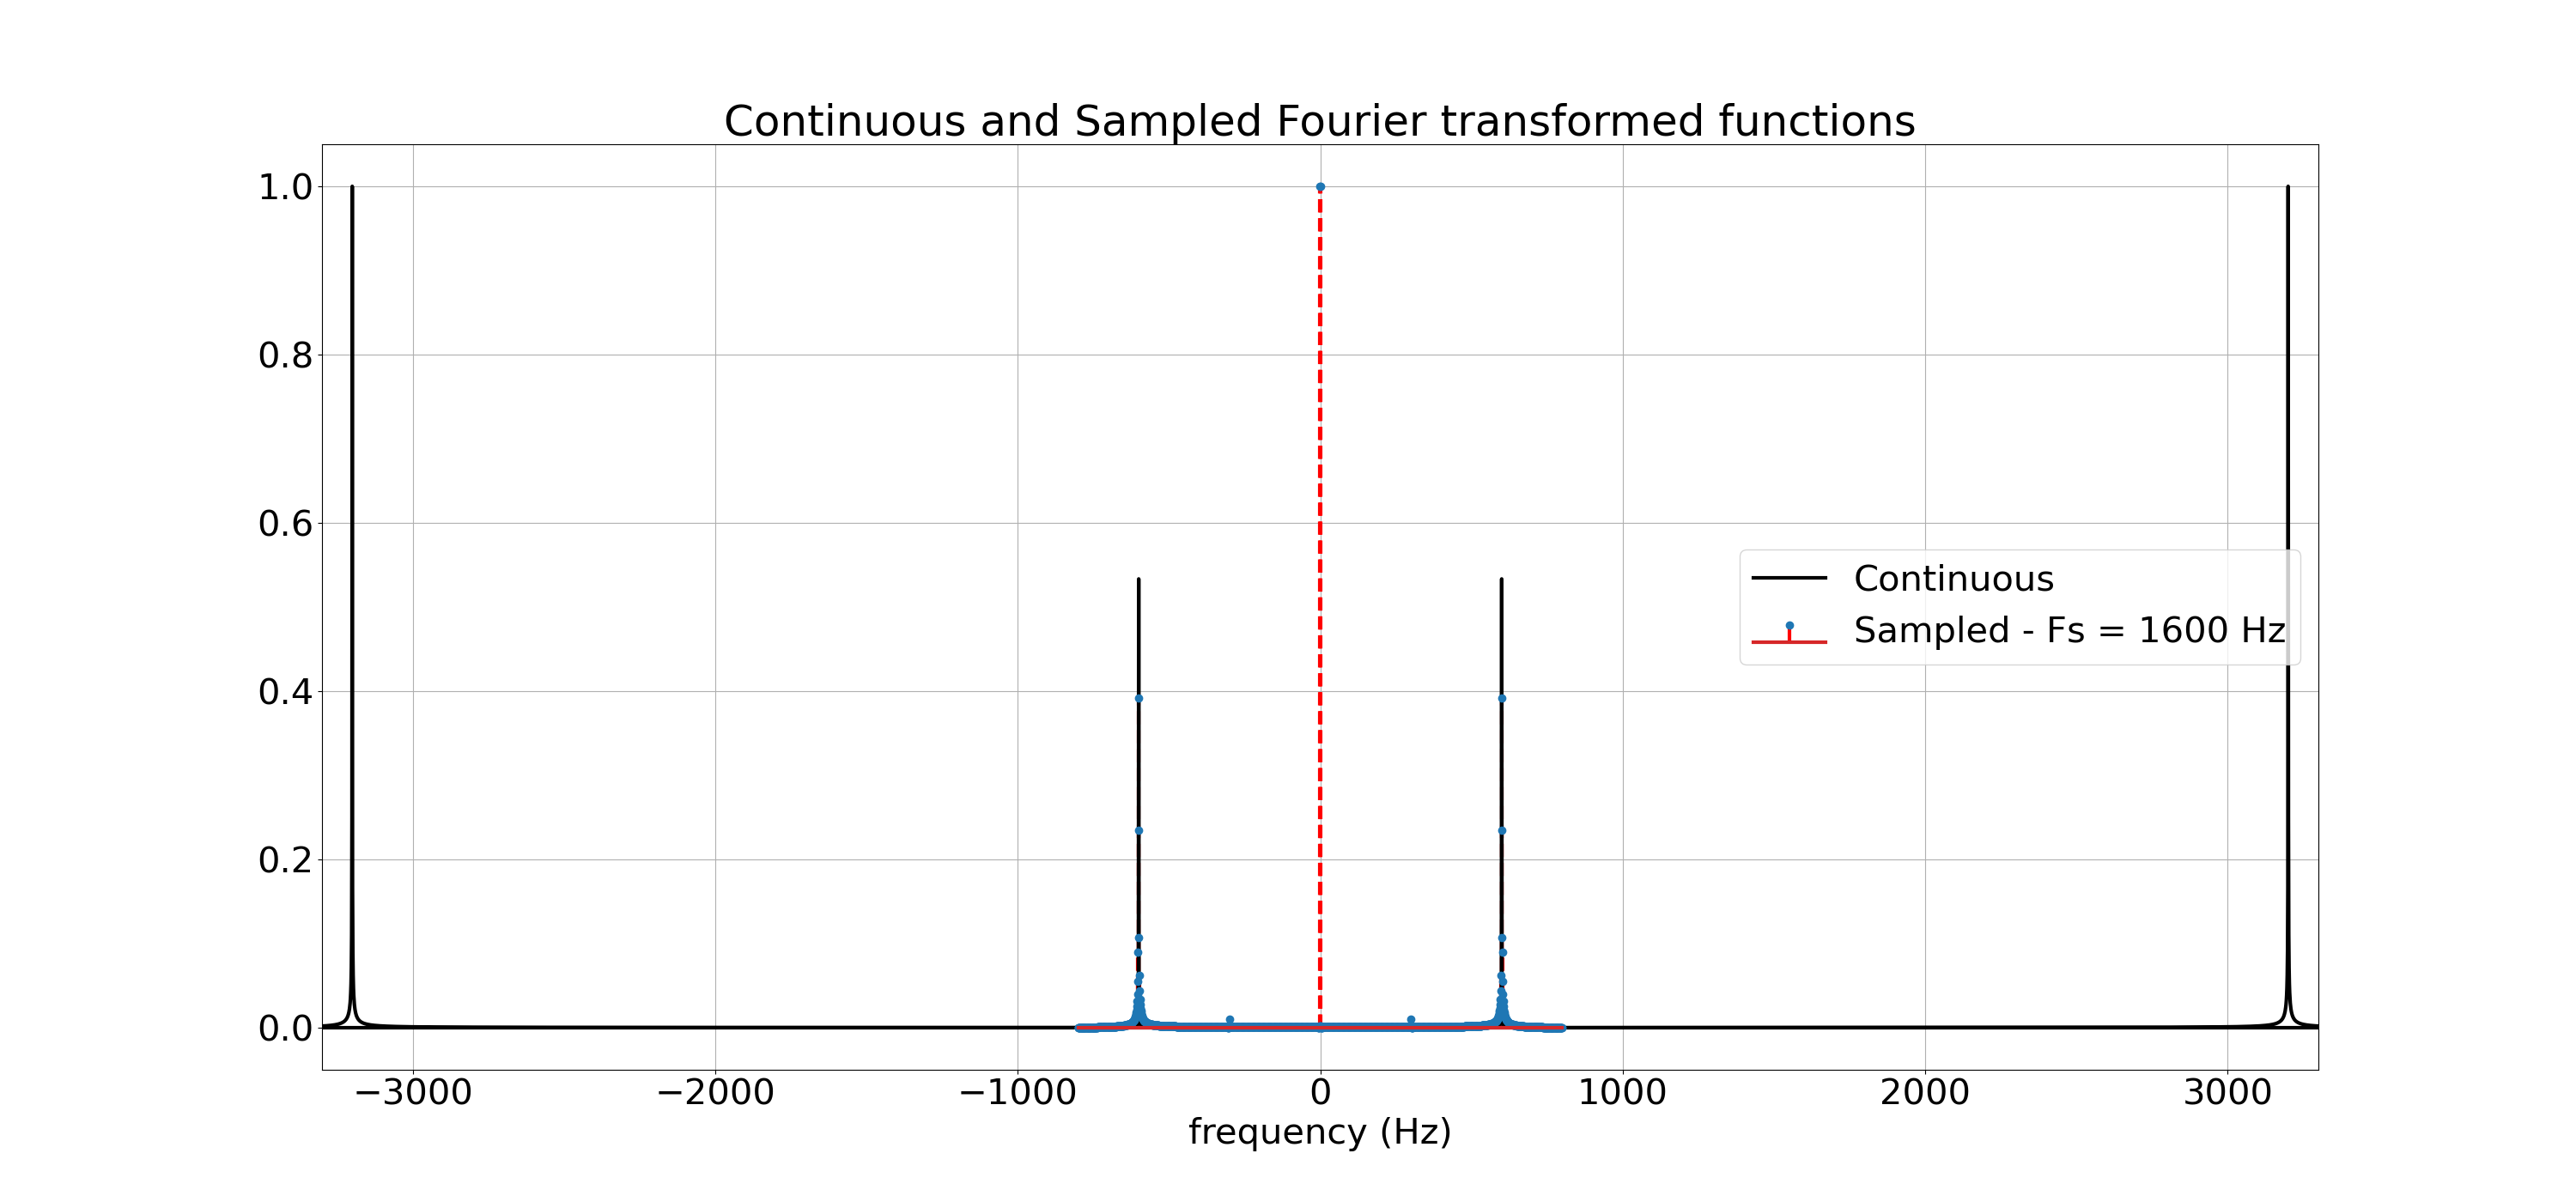 Continuous and Sampled Fourier transformed functions
1.0
0.8
0.6
0.4
0.2
0.0
Continuous
Sampled - Fs = 1600 Hz
−3000 −2000 −1000 0 1000 2000 3000
frequency (Hz)